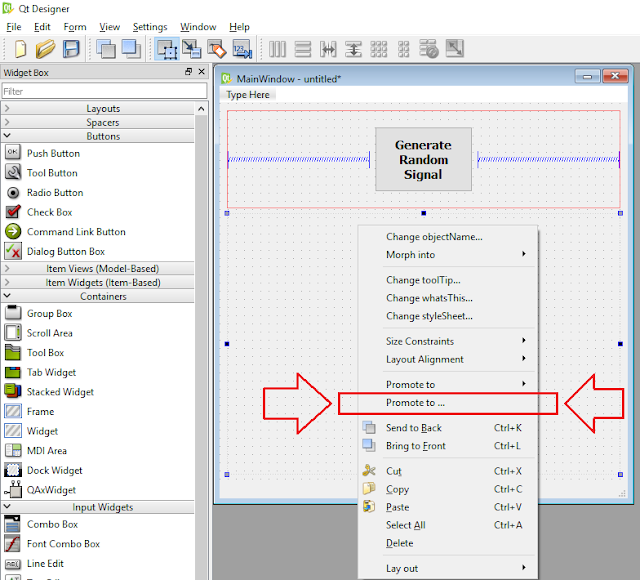 Qt Designer
File Edit Form View Settings Window Help
Widget Box
Filter
Layouts
Spacers
Buttons
OK Push Button
Tool Button
Radio Button
Check Box
Command Link Button
Dialog Button Box
Item Views (Model-Based)
Item Widgets (Item-Based)
Containers
Group Box
Scroll Area
Tool Box
Tab Widget
Stacked Widget
Frame
Widget
MDI Area
Dock Widget
QAxWidget
Input Widgets
Combo Box
Font Combo Box
Line Edit
MainWindow - untitled*
Type Here
Generate
Random
Signal
Change objectName...
Morph into
Change toolTip...
Change whatsThis...
Change styleSheet...
Size Constraints
Layout Alignment
Promote to
Promote to ...
Send to Back Ctrl+K
Bring to Front Ctrl+L
Cut Ctrl+X
Copy Ctrl+C
Paste Ctrl+V
Select All Ctrl+A
Delete
Lay out